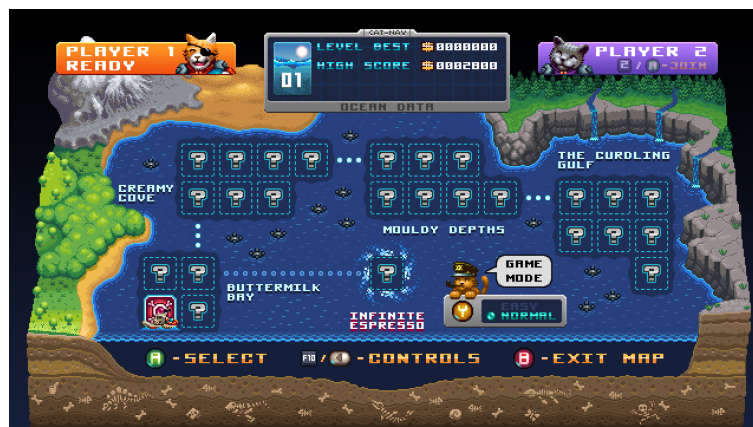 CAT-NAV
PLAYER 1
READY
LEVEL BEST $0000000
HIGH SCORE $0002000
01
OCEAN DATA
PLAYER 2
2 / A -JOIN
THE CURDLING
GULF
CREAMY
COVE
MOULDY DEPTHS
BUTTERMILK
BAY
GAME
MODE
INFINITE
ESPRESSO
Y
EASY
NORMAL
A -SELECT
F10 / -CONTROLS
B -EXIT MAP